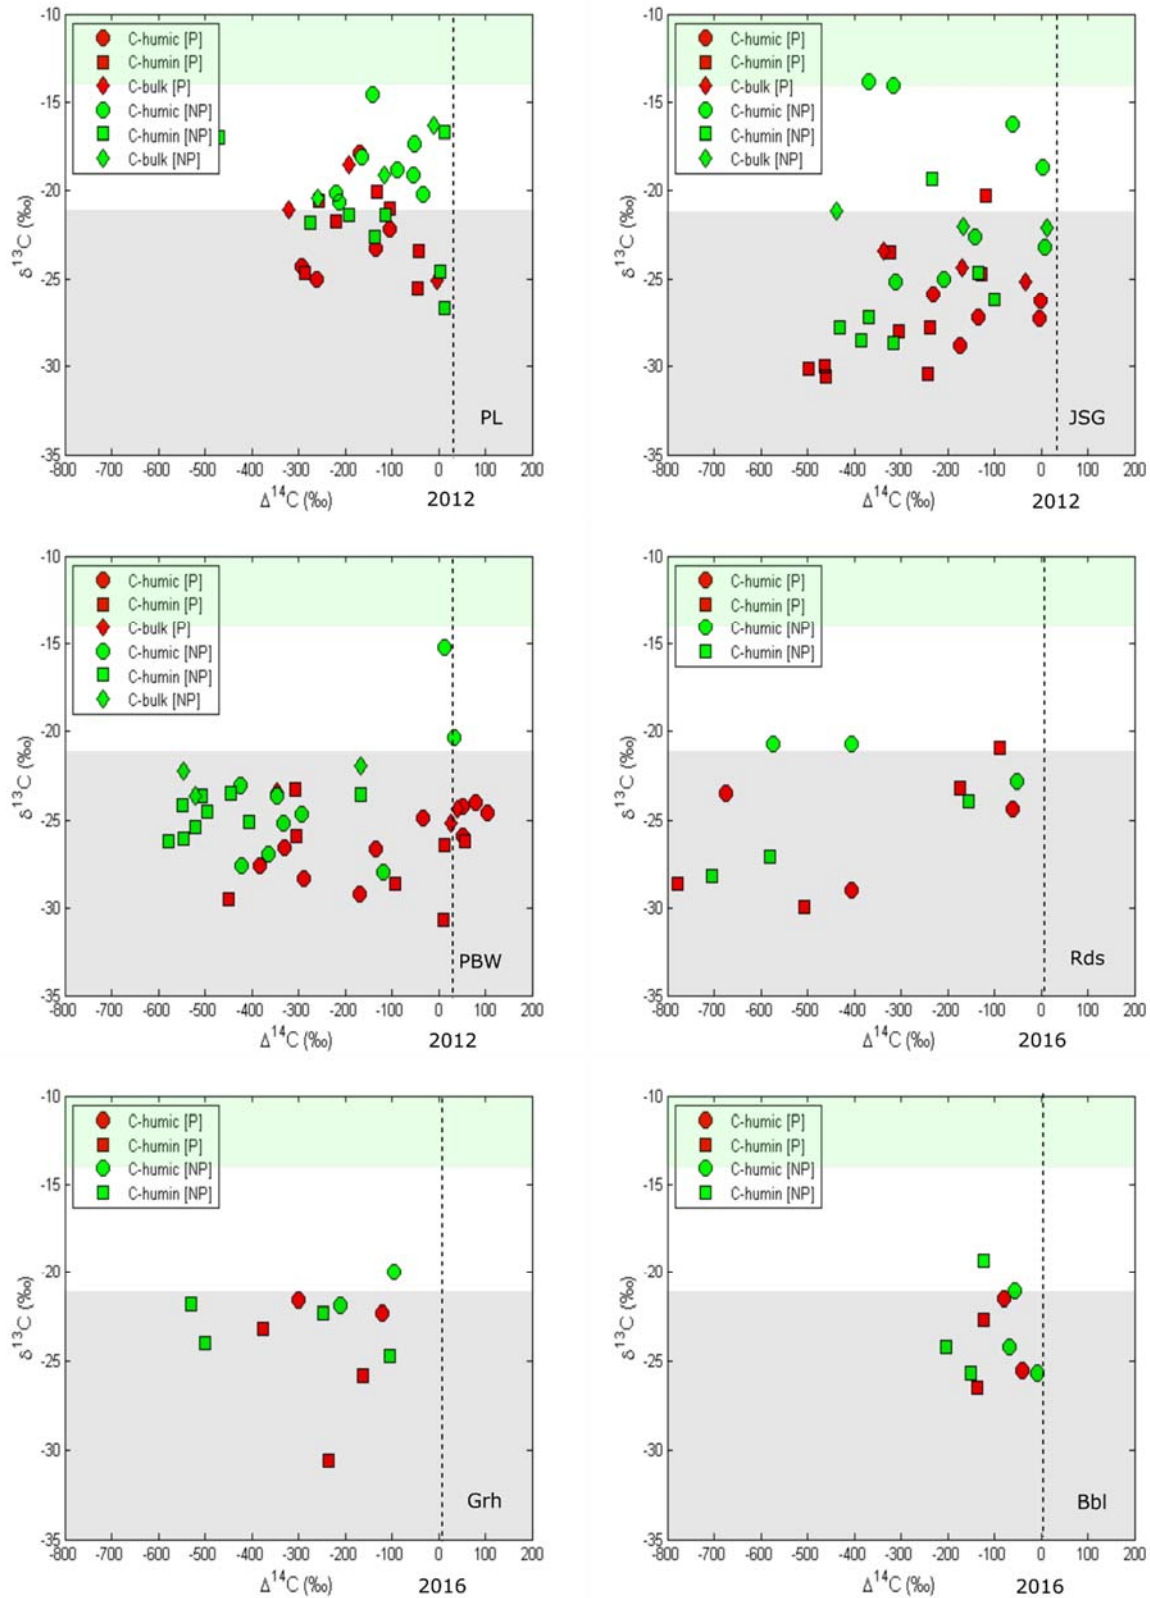 C-humic [P]
C-humin [P]
C-bulk [P]
C-humic [NP]
C-humin [NP]
C-bulk [NP]
-10
-15
-20
-25
-30
-35
δ13C (‰)
PL
-800 -700 -600 -500 -400 -300 -200 -100 0 100 200
Δ14C (‰)
2012
C-humic [P]
C-humin [P]
C-bulk [P]
C-humic [NP]
C-humin [NP]
C-bulk [NP]
-10
-15
-20
-25
-30
-35
δ13C (‰)
JSG
-800 -700 -600 -500 -400 -300 -200 -100 0 100 200
Δ14C (‰)
2012
C-humic [P]
C-humin [P]
C-bulk [P]
C-humic [NP]
C-humin [NP]
C-bulk [NP]
-10
-15
-20
-25
-30
-35
δ13C (‰)
PBW
-800 -700 -600 -500 -400 -300 -200 -100 0 100 200
Δ14C (‰)
2012
C-humic [P]
C-humin [P]
C-humic [NP]
C-humin [NP]
-10
-15
-20
-25
-30
-35
δ13C (‰)
Rds
-800 -700 -600 -500 -400 -300 -200 -100 0 100 200
Δ14C (‰)
2016
C-humic [P]
C-humin [P]
C-humic [NP]
C-humin [NP]
-10
-15
-20
-25
-30
-35
δ13C (‰)
Grh
-800 -700 -600 -500 -400 -300 -200 -100 0 100 200
Δ14C (‰)
2016
C-humic [P]
C-humin [P]
C-humic [NP]
C-humin [NP]
-10
-15
-20
-25
-30
-35
δ13C (‰)
Bbl
-800 -700 -600 -500 -400 -300 -200 -100 0 100 200
Δ14C (‰)
2016